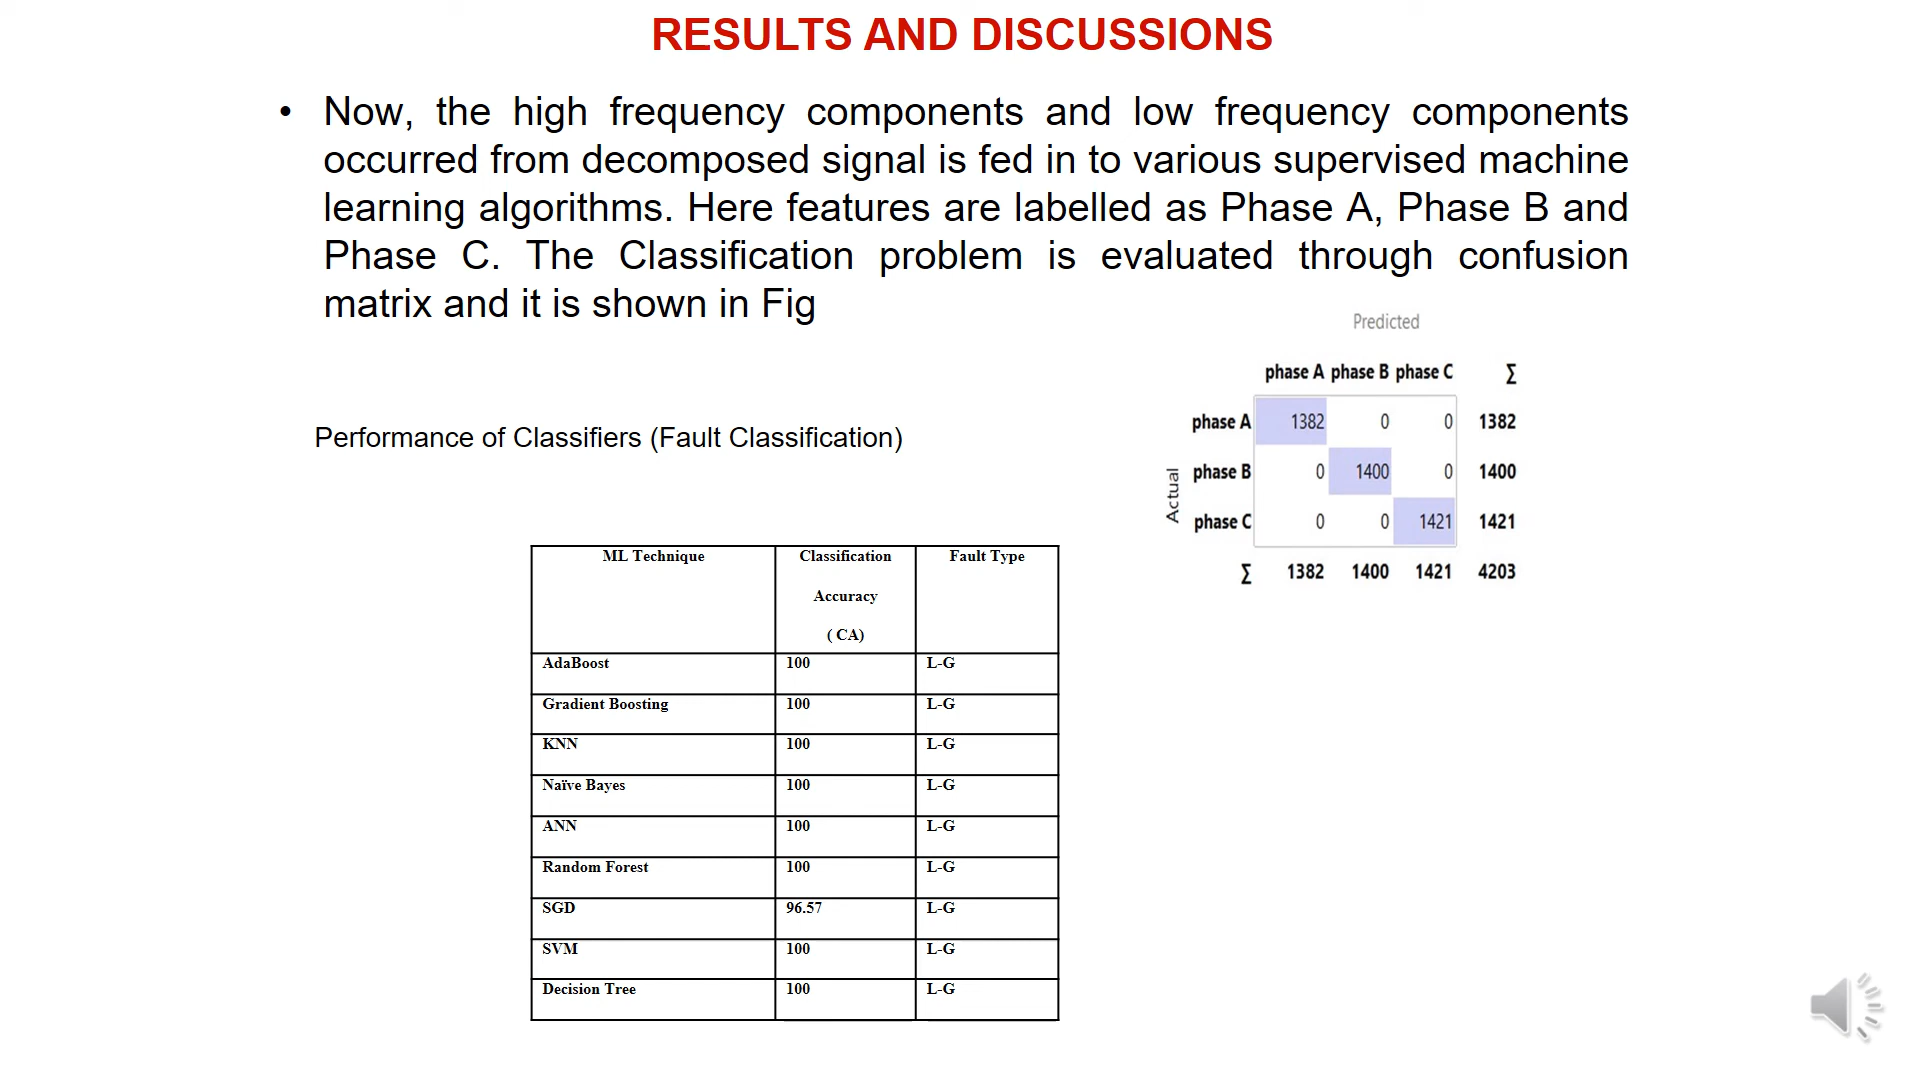 RESULTS AND DISCUSSIONS
• Now, the high frequency components and low frequency components
occurred from decomposed signal is fed in to various supervised machine
learning algorithms. Here features are labelled as Phase A, Phase B and
Phase C. The Classification problem is evaluated through confusion
matrix and it is shown in Fig
Predicted
phase A phase B phase C ∑
phase A 1382 0 0 1382
phase B 0 1400 0 1400
phase C 0 0 1421 1421
∑ 1382 1400 1421 4203
Actual
Performance of Classifiers (Fault Classification)
ML Technique Classification Fault Type
Accuracy
( CA)
AdaBoost 100 L-G
Gradient Boosting 100 L-G
KNN 100 L-G
Naïve Bayes 100 L-G
ANN 100 L-G
Random Forest 100 L-G
SGD 96.57 L-G
SVM 100 L-G
Decision Tree 100 L-G